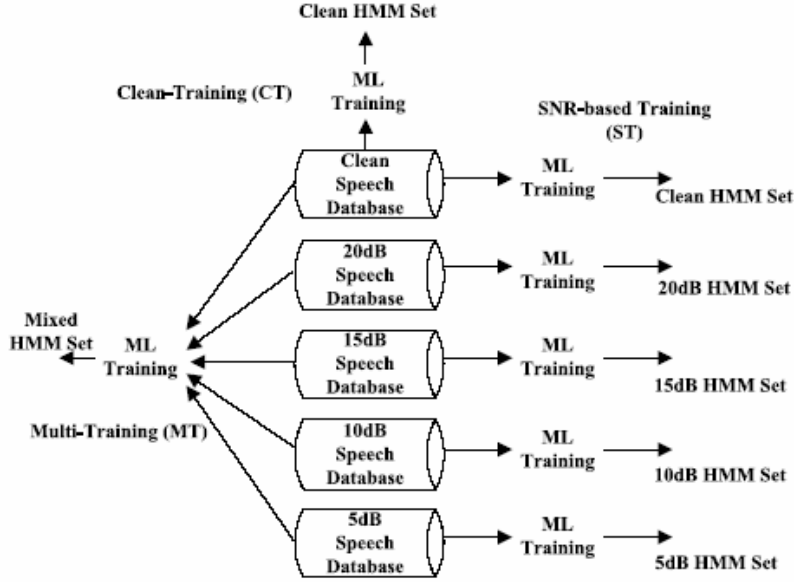 Clean HMM Set
Clean-Training (CT)
ML
Training
SNR-based Training
(ST)
Clean
Speech
Database
ML
Training
Clean HMM Set
20dB
Speech
Database
ML
Training
20dB HMM Set
Mixed
HMM Set
ML
Training
15dB
Speech
Database
ML
Training
15dB HMM Set
Multi-Training (MT)
10dB
Speech
Database
ML
Training
10dB HMM Set
5dB
Speech
Database
ML
Training
5dB HMM Set